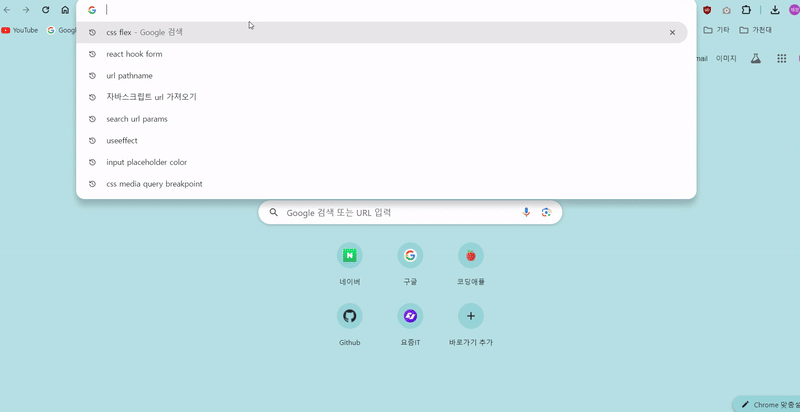 css flex - Google 검색
YouTube
Googl
기타
가천대
react hook form
url pathname
자바스크립트 url 가져오기
search url params
useeffect
input placeholder color
css media query breakpoint
mail
이미지
Google 검색 또는 URL 입력
네이버
구글
코딩애플
Github
요즘IT
바로가기 추가
Chrome 맞춤설